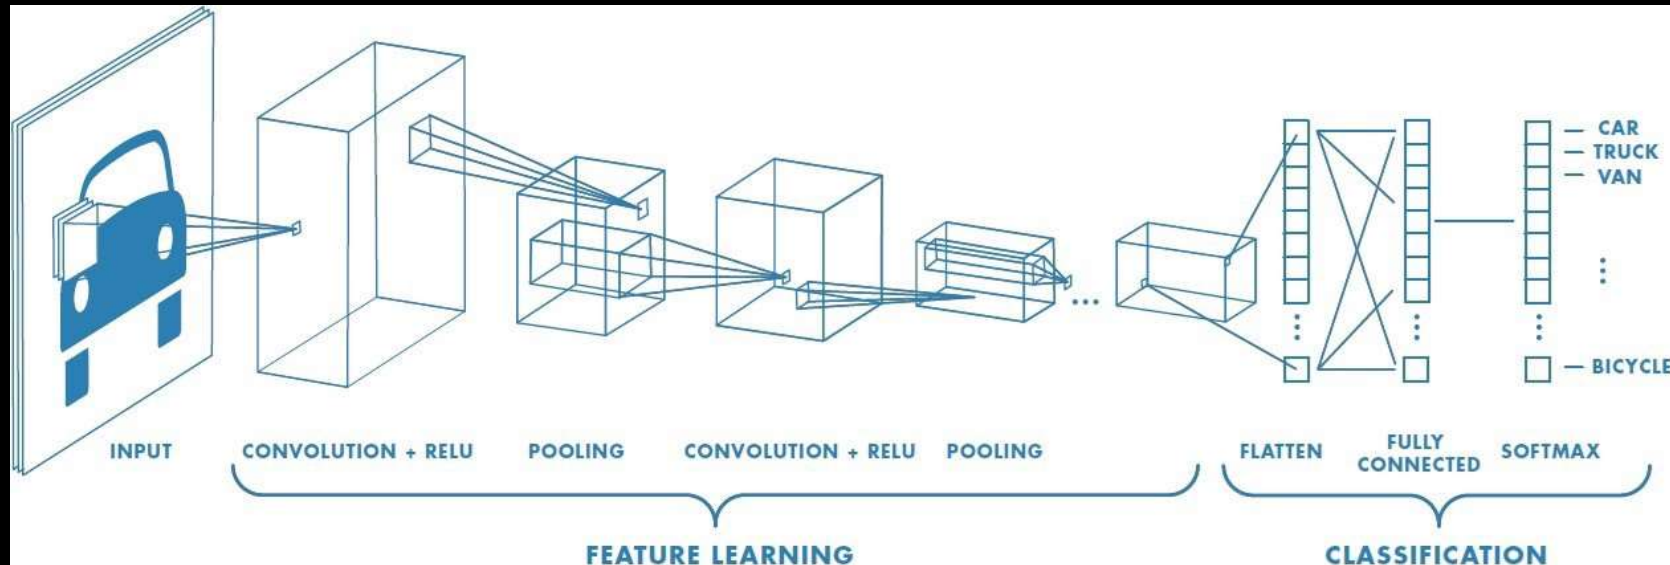 CAR
TRUCK
VAN
BICYCLE
INPUT
CONVOLUTION + RELU
POOLING
CONVOLUTION + RELU
POOLING
FLATTEN
FULLY
CONNECTED
SOFTMAX
FEATURE LEARNING
CLASSIFICATION